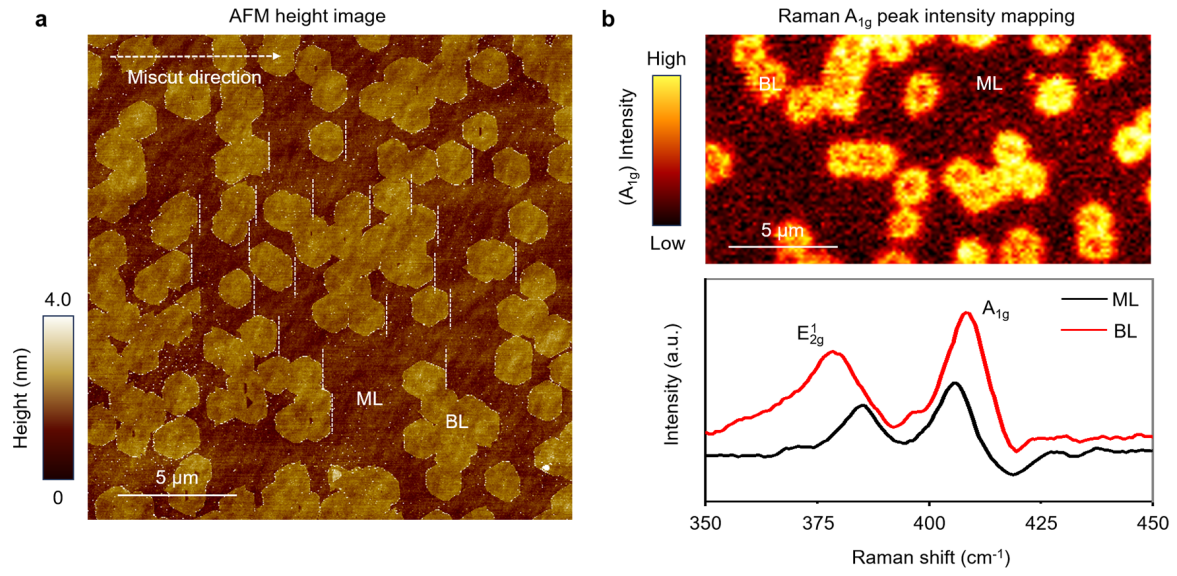 a
AFM height image
Miscut direction
ML
BL
5 µm
4.0
Height (nm)
0
b
Raman A1g peak intensity mapping
High
(A1g) Intensity
Low
BL
ML
5 µm
Intensity (a.u.)
E12g
A1g
ML
BL
350
375
400
425
450
Raman shift (cm-1)